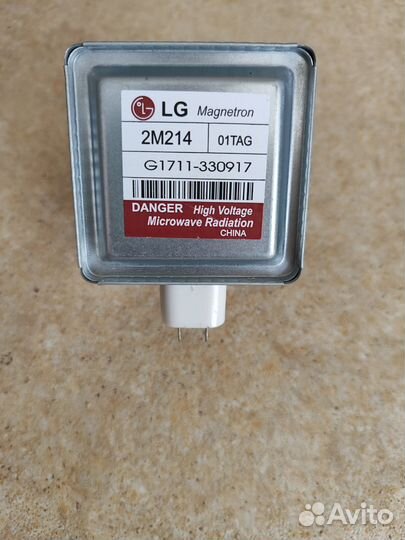 LG Magnetron
2M214 01TAG
G1711-330917
DANGER High Voltage
Microwave Radiation
CHINA
Avito